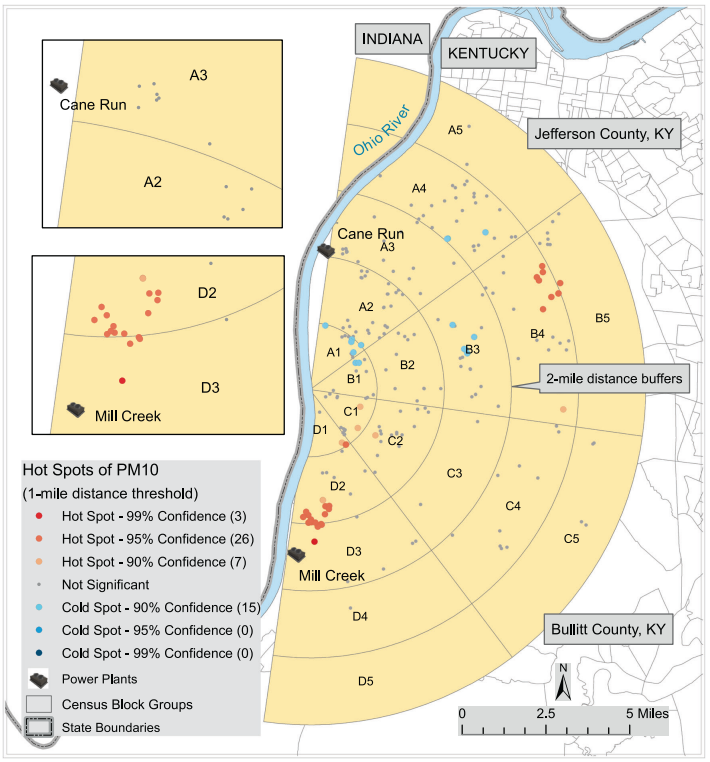 INDIANA
KENTUCKY
Ohio River
Jefferson County, KY
A3
Cane Run
A2
D2
D3
Mill Creek
A5
A4
Cane Run
A3
A2
A1
B1
B2
B3
B4
B5
2-mile distance buffers
C1
D1
C2
C3
C4
C5
D2
D3
Mill Creek
D4
D5
Bullitt County, KY
Hot Spots of PM10
(1-mile distance threshold)
Hot Spot - 99% Confidence (3)
Hot Spot - 95% Confidence (26)
Hot Spot - 90% Confidence (7)
Not Significant
Cold Spot - 90% Confidence (15)
Cold Spot - 95% Confidence (0)
Cold Spot - 99% Confidence (0)
Power Plants
Census Block Groups
State Boundaries
N
0 2.5 5 Miles